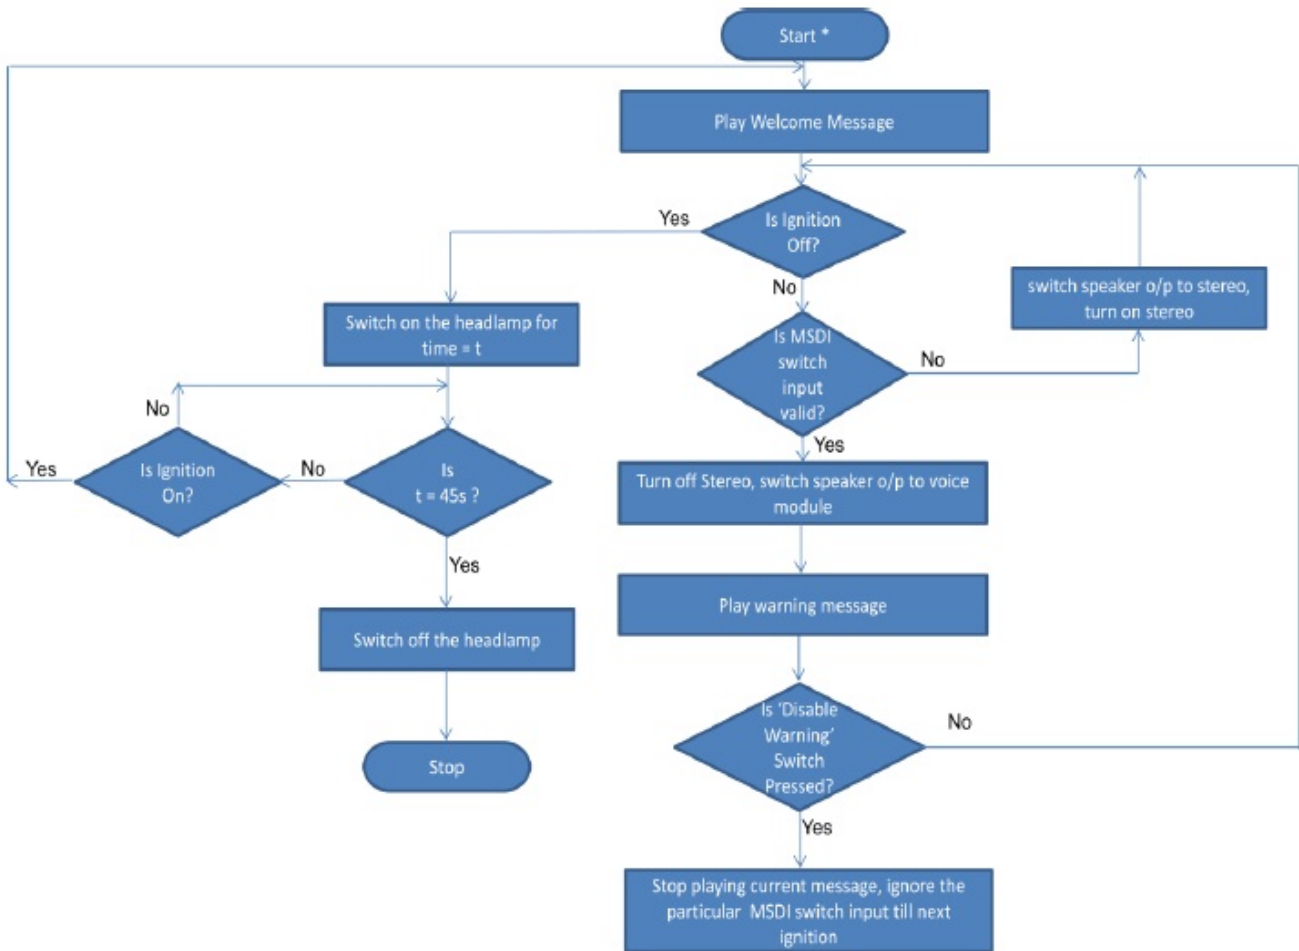 Start *
Play Welcome Message
Is Ignition
Off?
Yes
No
switch speaker o/p to stereo,
turn on stereo
Switch on the headlamp for
time = t
Is MSDI
switch
input
valid?
No
Yes
No
Is Ignition
On?
Yes
No
Is
t = 45s ?
Yes
Turn off Stereo, switch speaker o/p to voice
module
Play warning message
Switch off the headlamp
Stop
Is ‘Disable
Warning’
Switch
Pressed?
No
Yes
Stop playing current message, ignore the
particular MSDI switch input till next
ignition